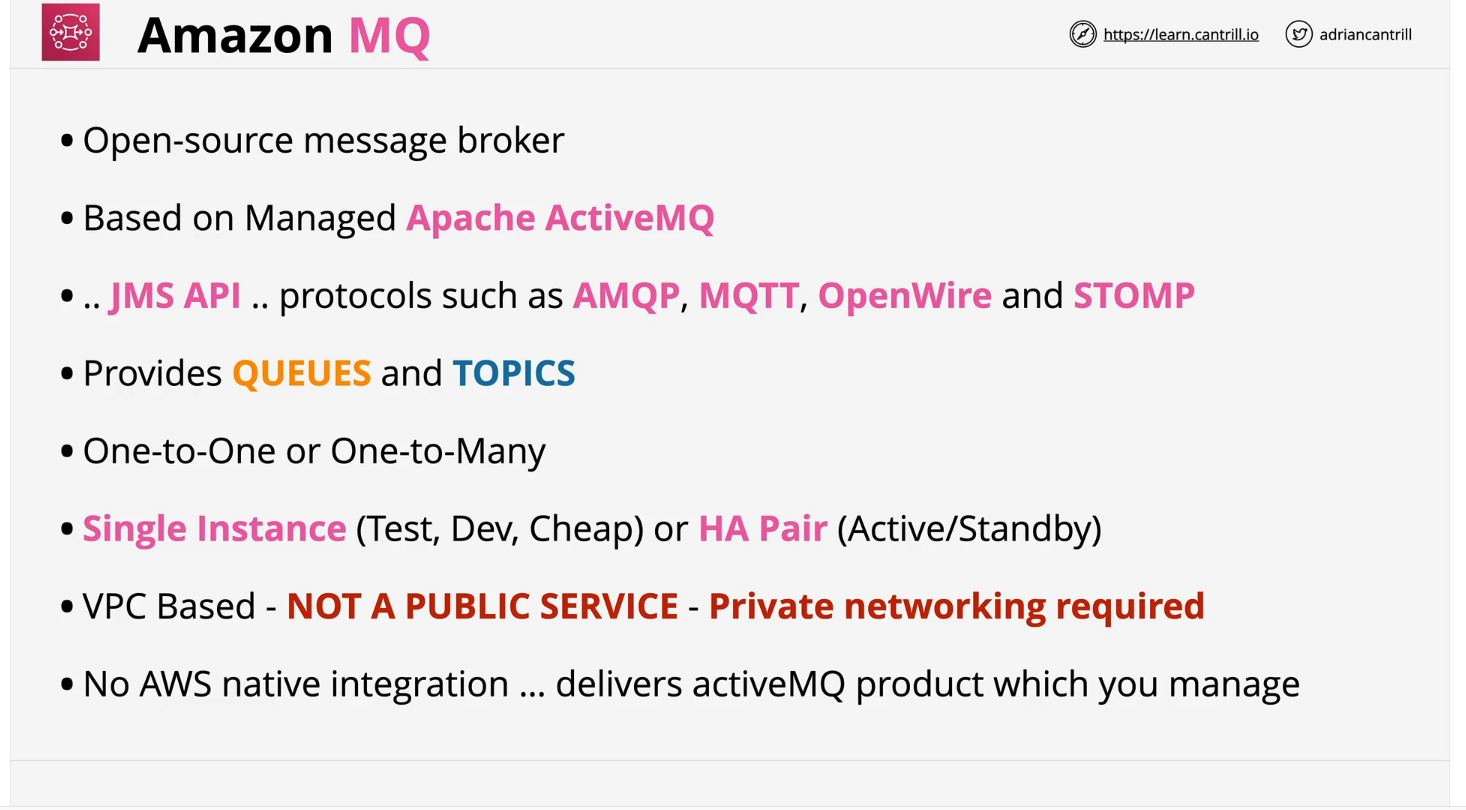 Amazon MQ
https://learn.cantrill.io
adriancantrill
• Open-source message broker
• Based on Managed Apache ActiveMQ
• .. JMS API .. protocols such as AMQP, MQTT, OpenWire and STOMP
• Provides QUEUES and TOPICS
• One-to-One or One-to-Many
• Single Instance (Test, Dev, Cheap) or HA Pair (Active/Standby)
• VPC Based - NOT A PUBLIC SERVICE - Private networking required
• No AWS native integration ... delivers activeMQ product which you manage